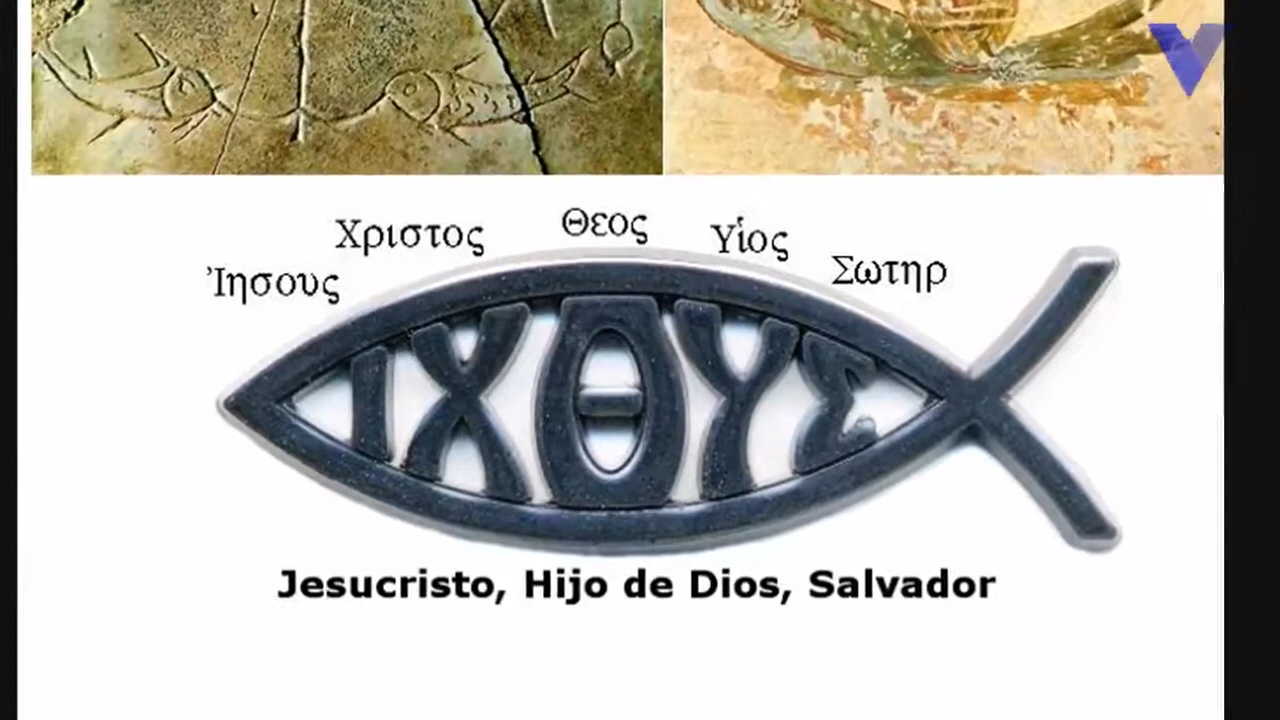 Ἰησους Χριστος Θεος Υἱος Σωτηρ
ΙΧΘΥΣ
Jesucristo, Hijo de Dios, Salvador